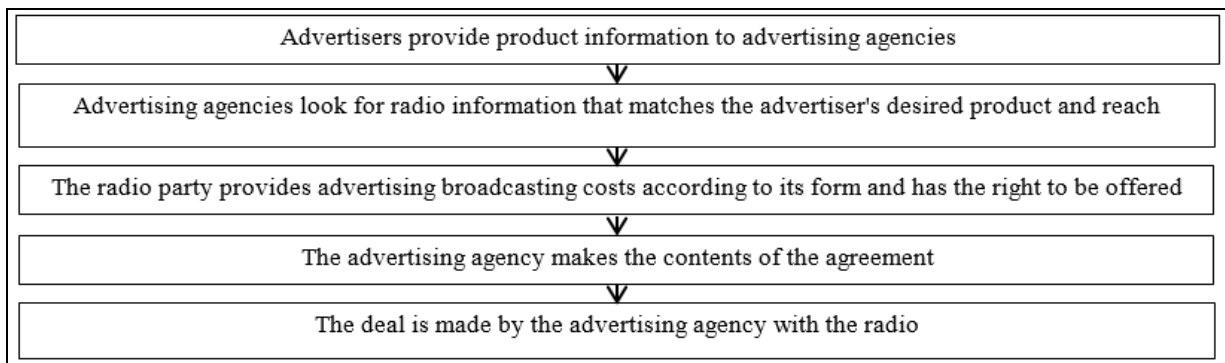 Advertisers provide product information to advertising agencies
Advertising agencies look for radio information that matches the advertiser's desired product and reach
The radio party provides advertising broadcasting costs according to its form and has the right to be offered
The advertising agency makes the contents of the agreement
The deal is made by the advertising agency with the radio